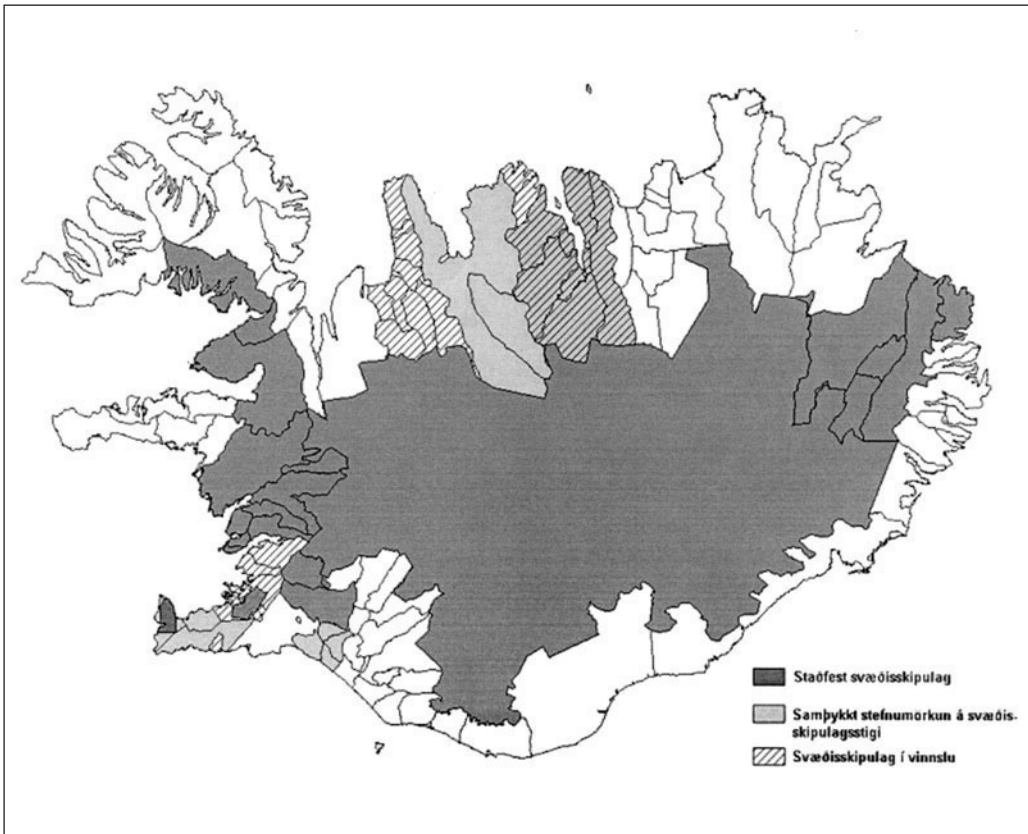 Staðfest svæðisskipulag
Samþykkt stefnumörkun á svæðis-
skipulagsstigi
Svæðisskipulag í vinnslu